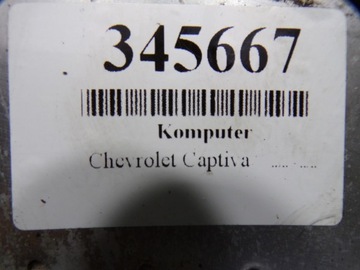 345667
Komputer
Chevrolet Captiva